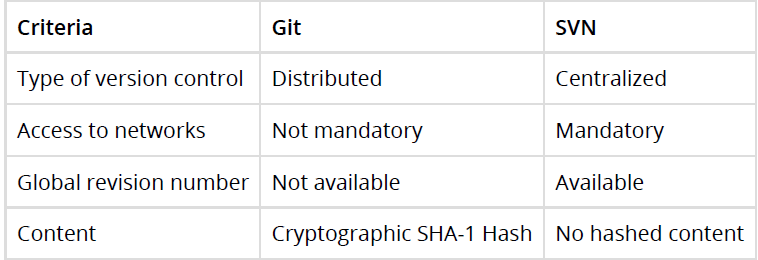 Criteria Git SVN
Type of version control Distributed Centralized
Access to networks Not mandatory Mandatory
Global revision number Not available Available
Content Cryptographic SHA-1 Hash No hashed content